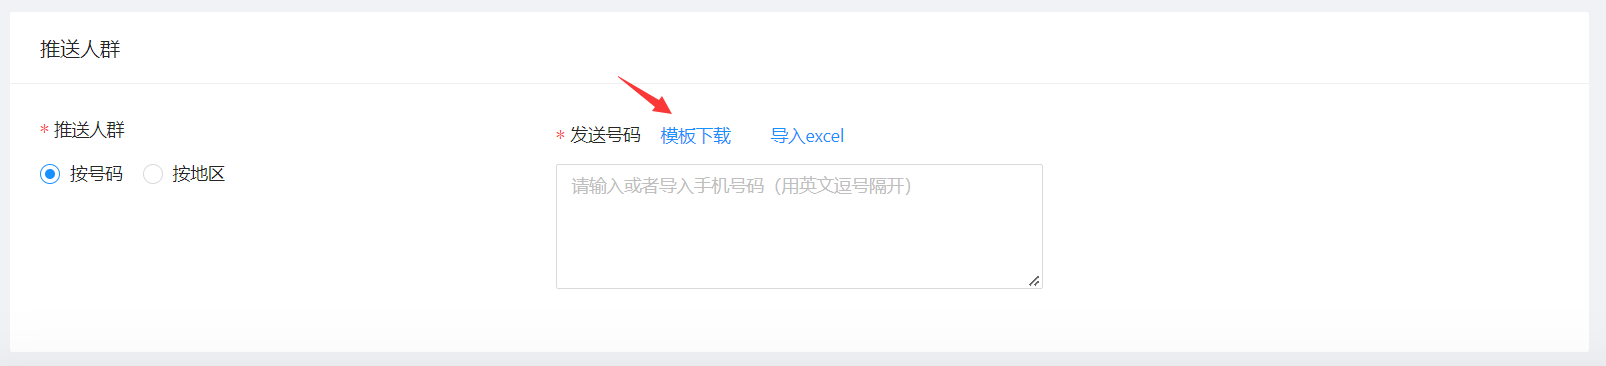 推送人群
* 推送人群
按号码 按地区
* 发送号码 模板下载 导入excel
请输入或者导入手机号码（用英文逗号隔开）